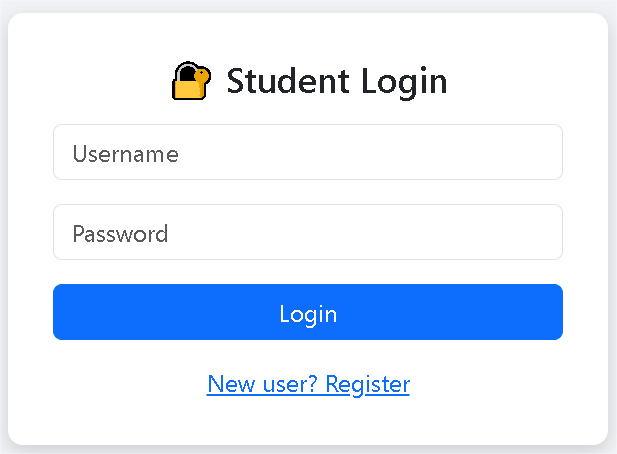 Student Login
Username
Password
Login
New user? Register